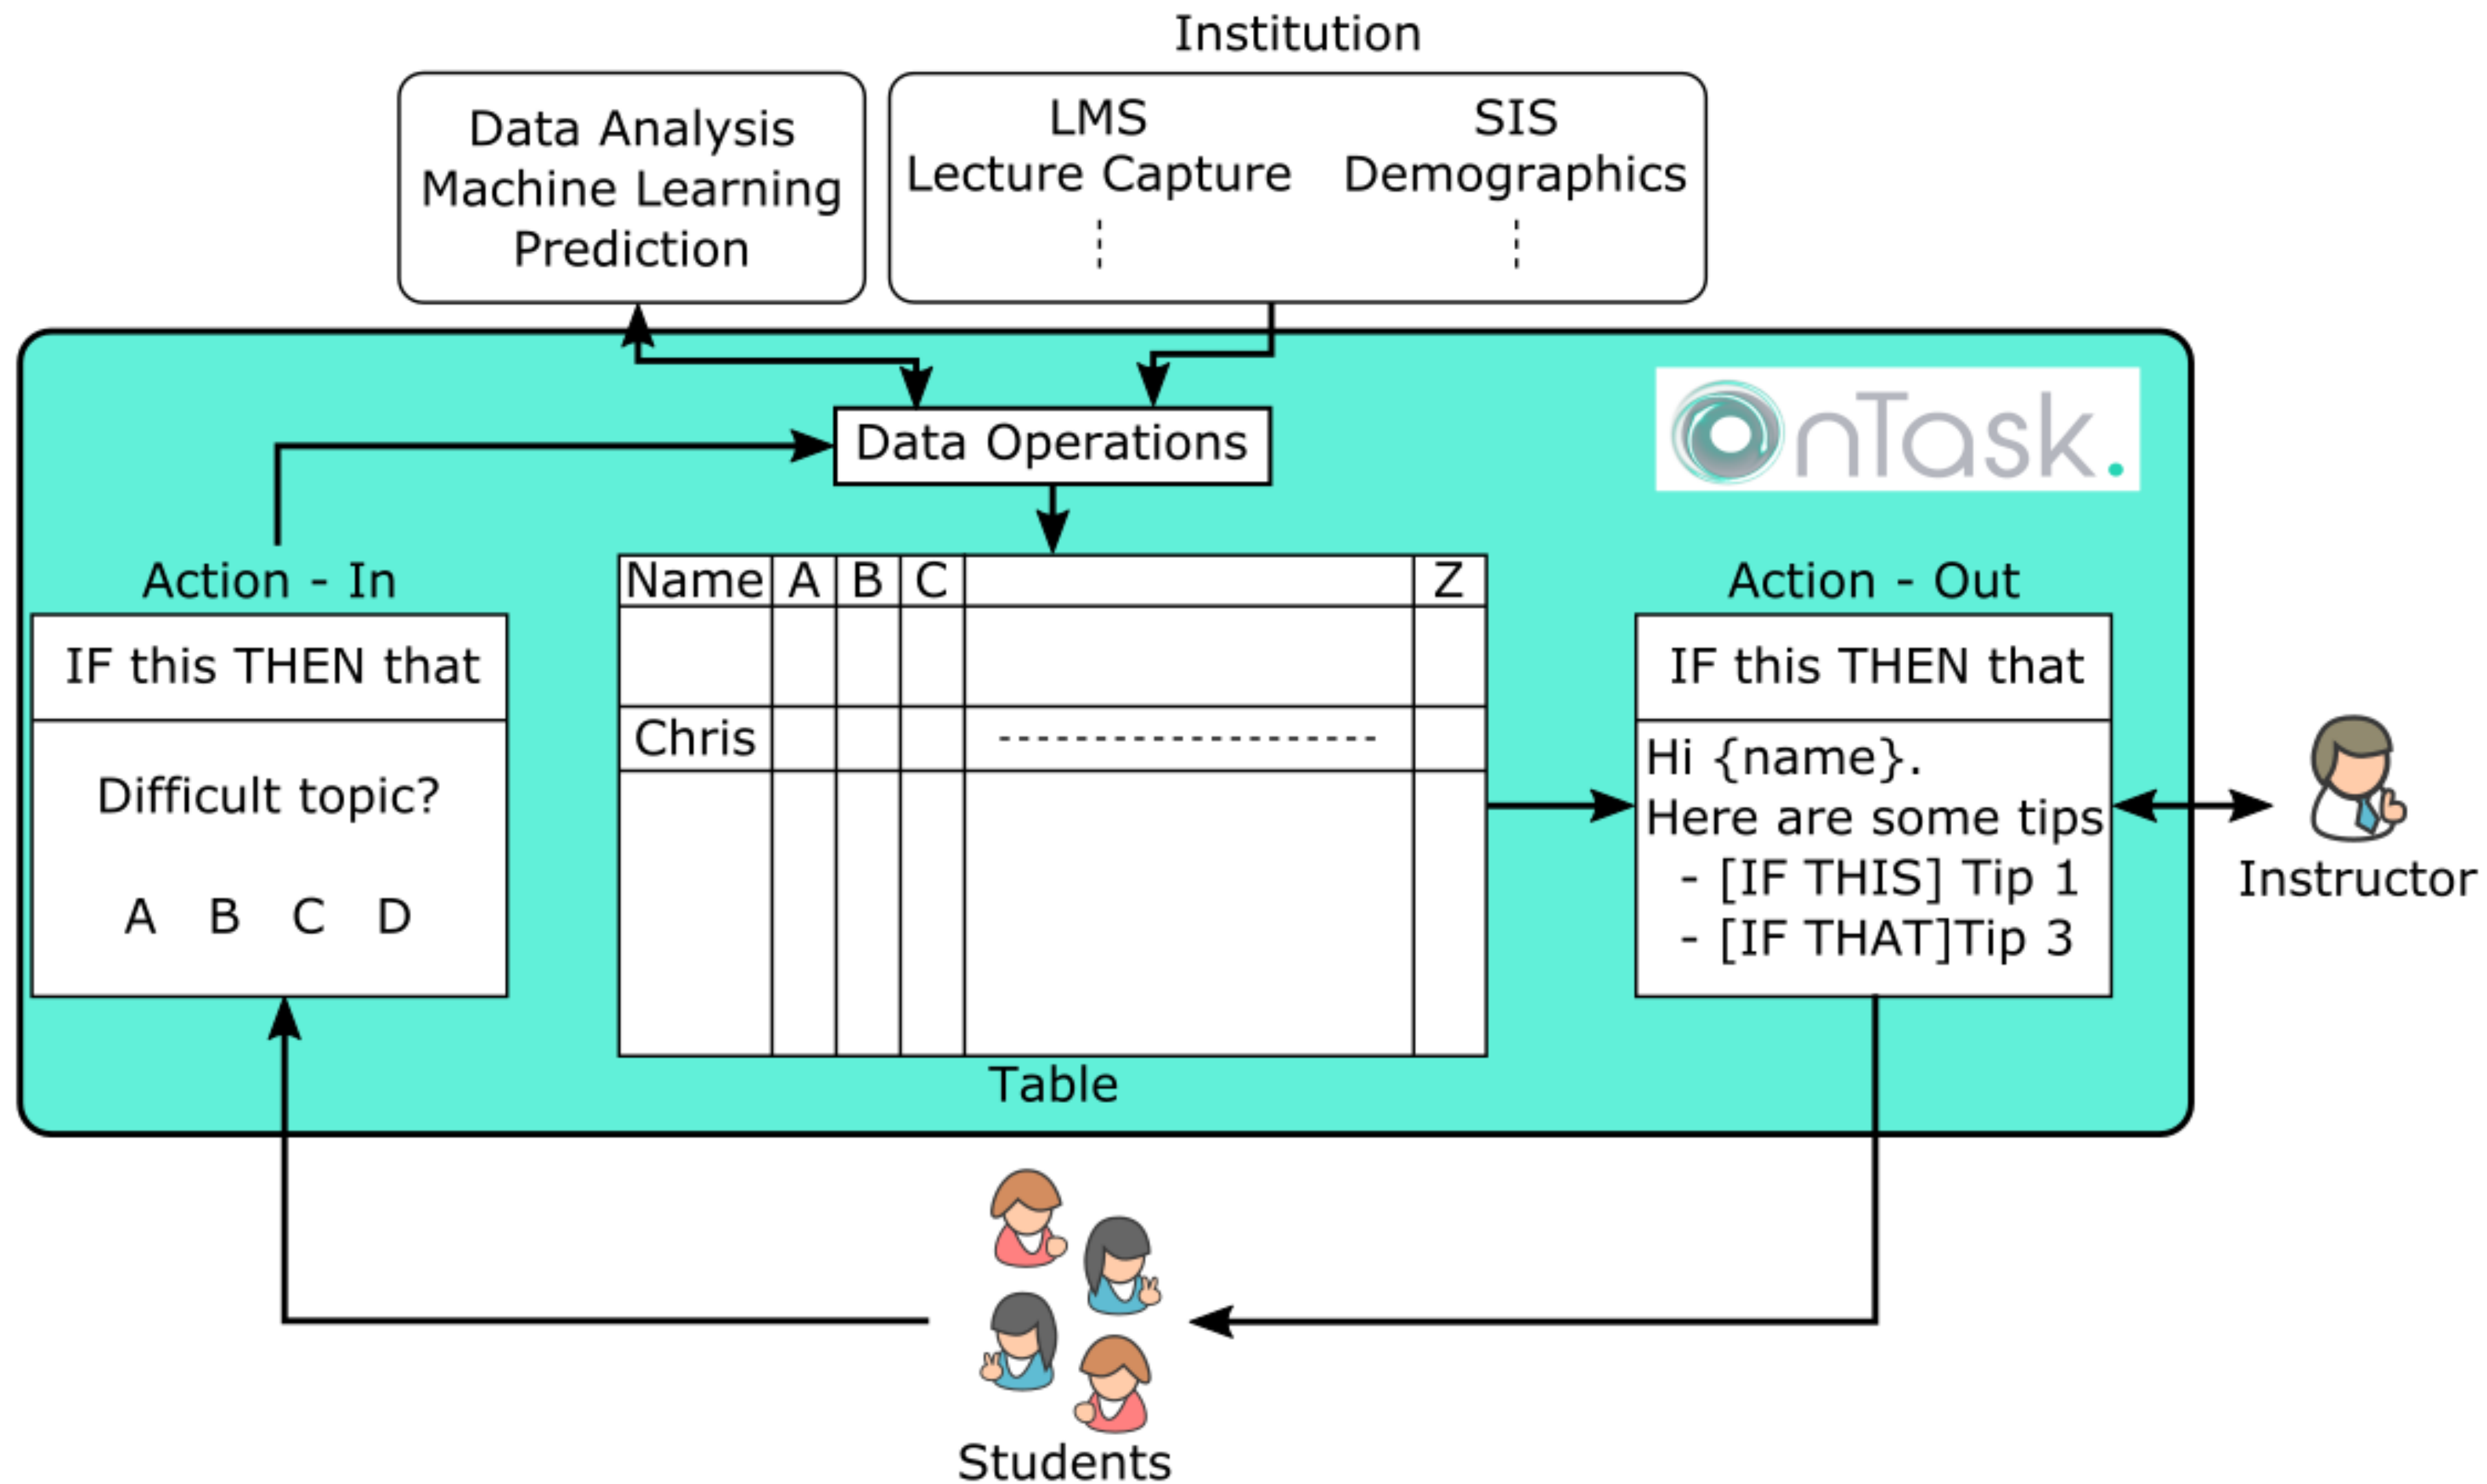 Institution
Data Analysis
Machine Learning
Prediction
LMS
Lecture Capture
SIS
Demographics
Data Operations
OnTask.
Action - In
IF this THEN that
Difficult topic?
A B C D
Name A B C Z
Chris
Table
Action - Out
IF this THEN that
Hi {name}.
Here are some tips
- [IF THIS] Tip 1
- [IF THAT]Tip 3
Instructor
Students